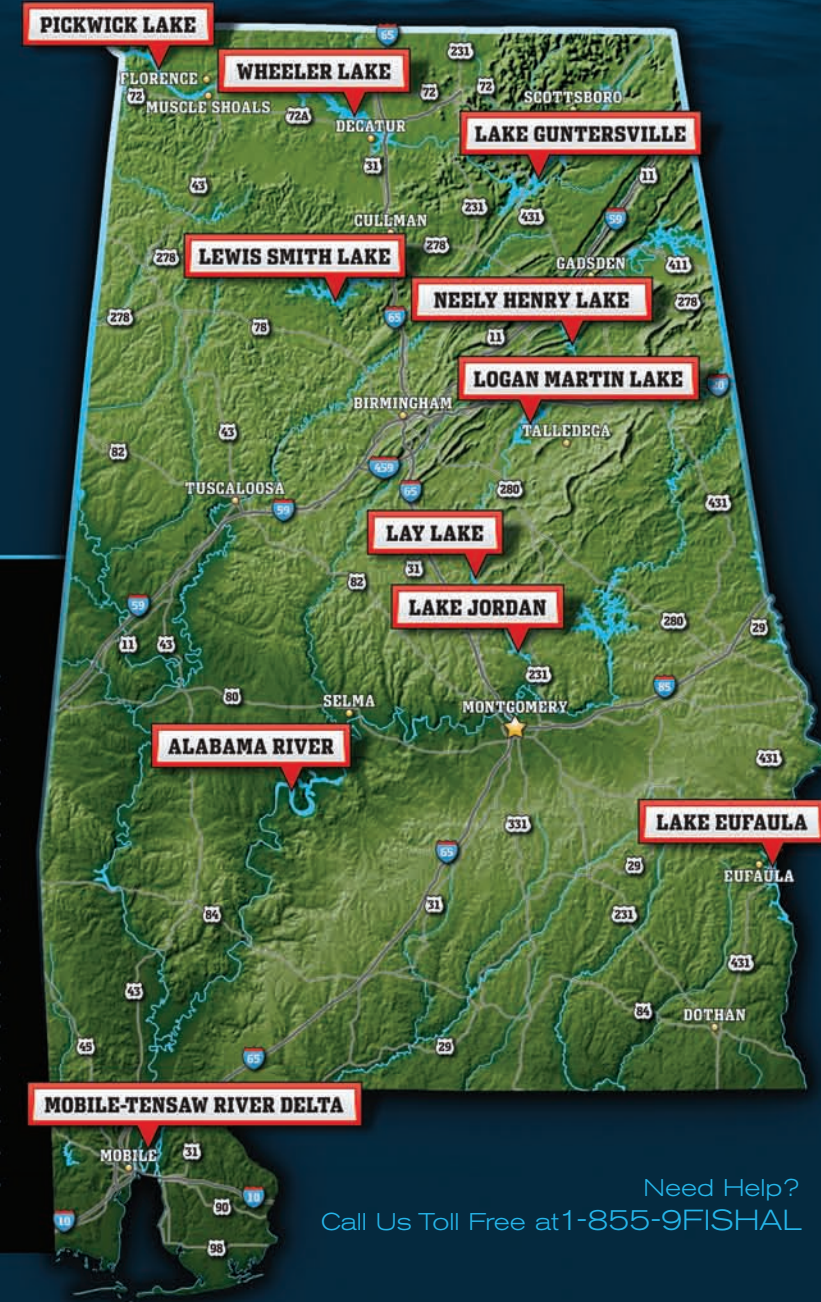 PICKWICK LAKE
65
231
FLORENCE
WHEELER LAKE
72
MUSCLE SHOALS
72A
72
72
SCOTTSBORO
DECATUR
LAKE GUNTERSVILLE
31
11
43
231
431
59
CULLMAN
278
278
LEWIS SMITH LAKE
GADSDEN
411
NEELY HENRY LAKE
278
278
78
65
11
LOGAN MARTIN LAKE
20
BIRMINGHAM
43
TALLEDEGA
82
459
65
280
TUSCALOOSA
59
431
LAY LAKE
82
31
LAKE JORDAN
59
11
43
280
29
231
80
SELMA
MONTGOMERY
85
ALABAMA RIVER
431
331
LAKE EUFAULA
65
29
EUFAULA
31
84
231
431
43
84
DOTHAN
45
65
29
MOBILE-TENSAW RIVER DELTA
MOBILE
31
10
90
10
98
Need Help?
Call Us Toll Free at1-855-9FISHAL